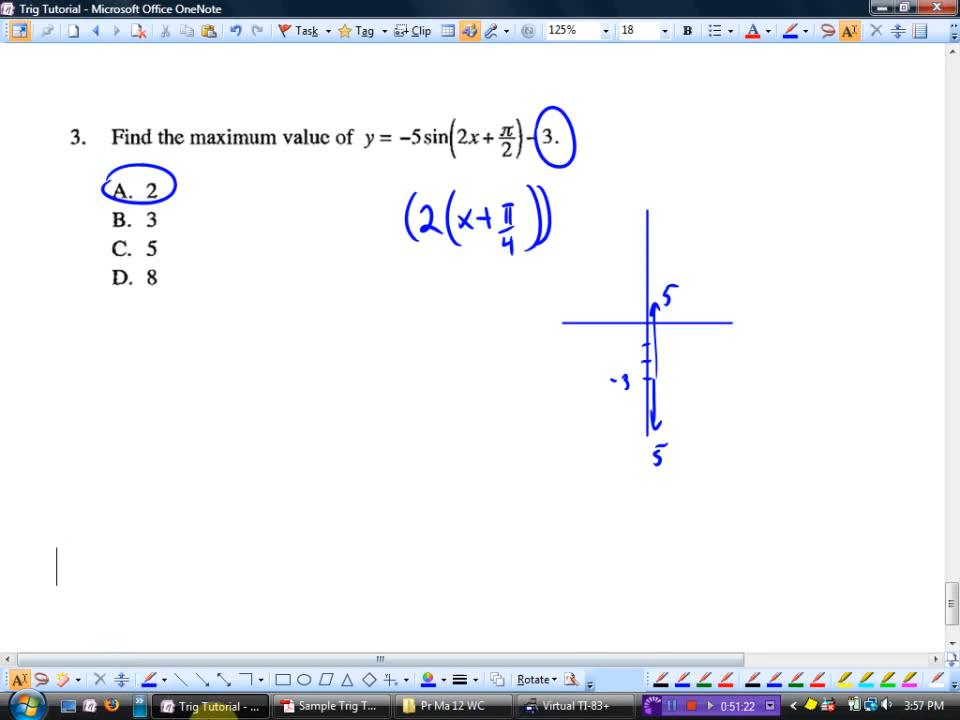 Trig Tutorial - Microsoft Office OneNote
Task Tag Clip 125% 18 B A A
3. Find the maximum value of y = −5sin(2x + π/2) − 3.
A. 2
(2(x + π/4))
B. 3
C. 5
D. 8
5
-3
5
A Rotate
Trig Tutorial - ... Sample Trig T... Pr Ma 12 WC Virtual TI-83+ 00:51:22 3:57 PM